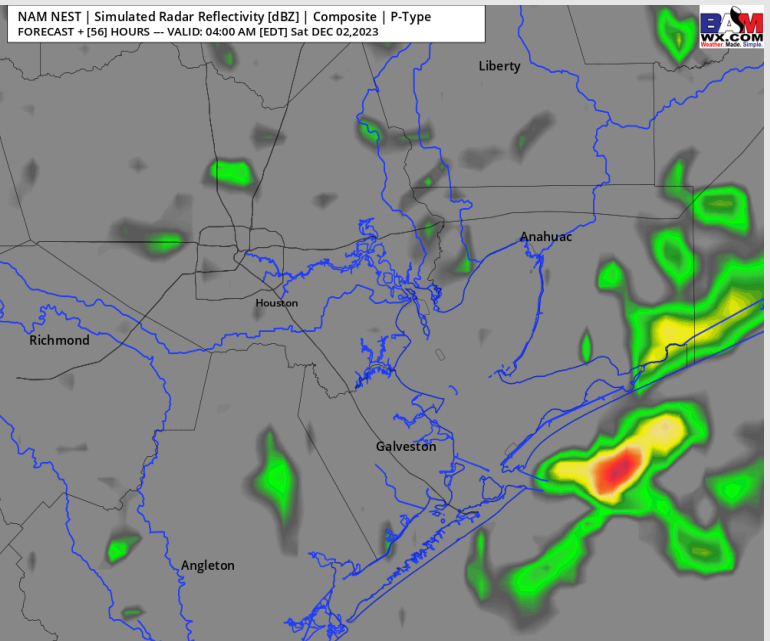 NAM NEST | Simulated Radar Reflectivity [dBZ] | Composite | P-Type
FORECAST + [56] HOURS --- VALID: 04:00 AM [EDT] Sat DEC 02,2023
BAM
WX.COM
Weather. Made. Simple.
Liberty
Anahuac
Houston
Richmond
Galveston
Angleton